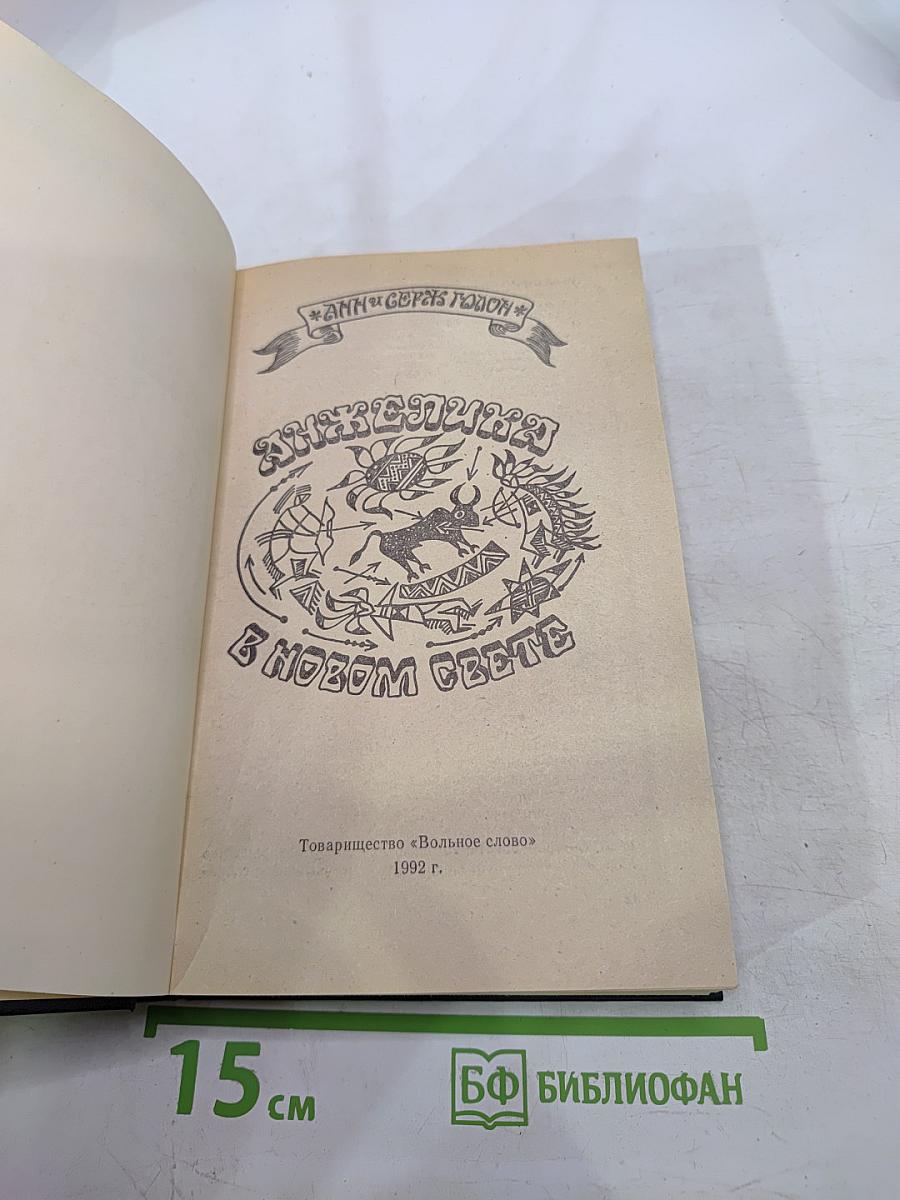 *АНН и СЕРЖ ГОЛОН*
АНЖЕЛИКА
В НОВОМ СВЕТЕ
Товарищество «Вольное слово»
1992 г.
15 см
БФ БИБЛИОФАН